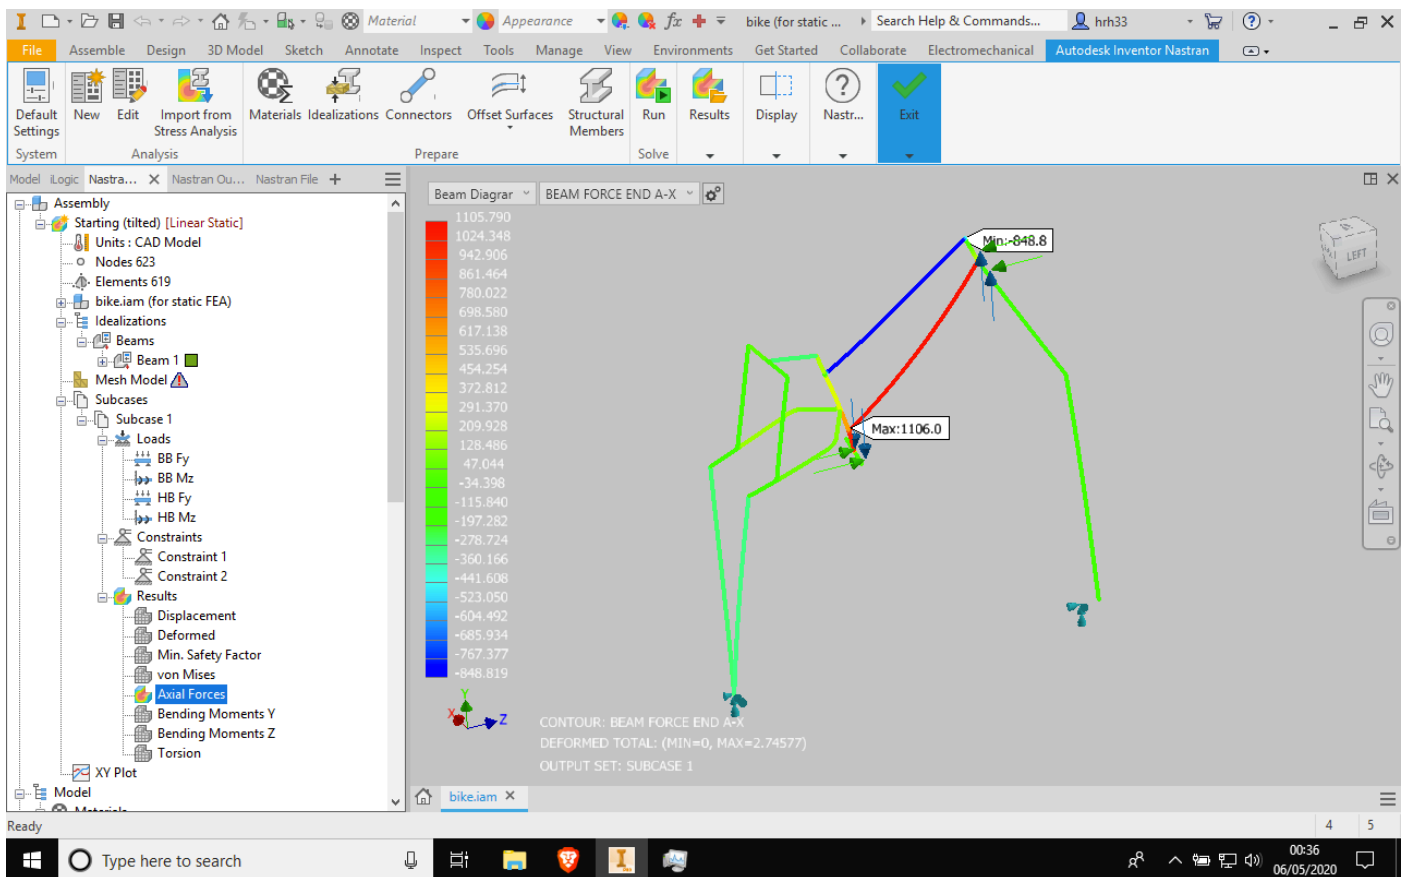 Material
Appearance
fx
bike (for static ...
Search Help & Commands...
hrh33
File
Assemble
Design
3D Model
Sketch
Annotate
Inspect
Tools
Manage
View
Environments
Get Started
Collaborate
Electromechanical
Autodesk Inventor Nastran
Default
Settings
New
Edit
Import from
Stress Analysis
Materials
Idealizations
Connectors
Offset Surfaces
Structural
Members
Run
Results
Display
Nastr...
Exit
System
Analysis
Prepare
Solve
Model
iLogic
Nastra...
Nastran Ou...
Nastran File
Assembly
Starting (tilted) [Linear Static]
Units : CAD Model
Nodes 623
Elements 619
bike.iam (for static FEA)
Idealizations
Beams
Beam 1
Mesh Model
Subcases
Subcase 1
Loads
BB Fy
BB Mz
HB Fy
HB Mz
Constraints
Constraint 1
Constraint 2
Results
Displacement
Deformed
Min. Safety Factor
von Mises
Axial Forces
Bending Moments Y
Bending Moments Z
Torsion
XY Plot
Model
Materials
Beam Diagrar
BEAM FORCE END A-X
1105.790
1024.348
942.906
861.464
780.022
698.580
617.138
535.696
454.254
372.812
291.370
209.928
128.486
47.044
-34.398
-115.840
-197.282
-278.724
-360.166
-441.608
-523.050
-604.492
-685.934
-767.377
-848.819
Min:-848.8
Max:1106.0
LEFT
Y
X
Z
CONTOUR: BEAM FORCE END A-X
DEFORMED TOTAL: (MIN=0, MAX=2.74577)
OUTPUT SET: SUBCASE 1
bike.iam
Ready
4
5
Type here to search
00:36
06/05/2020